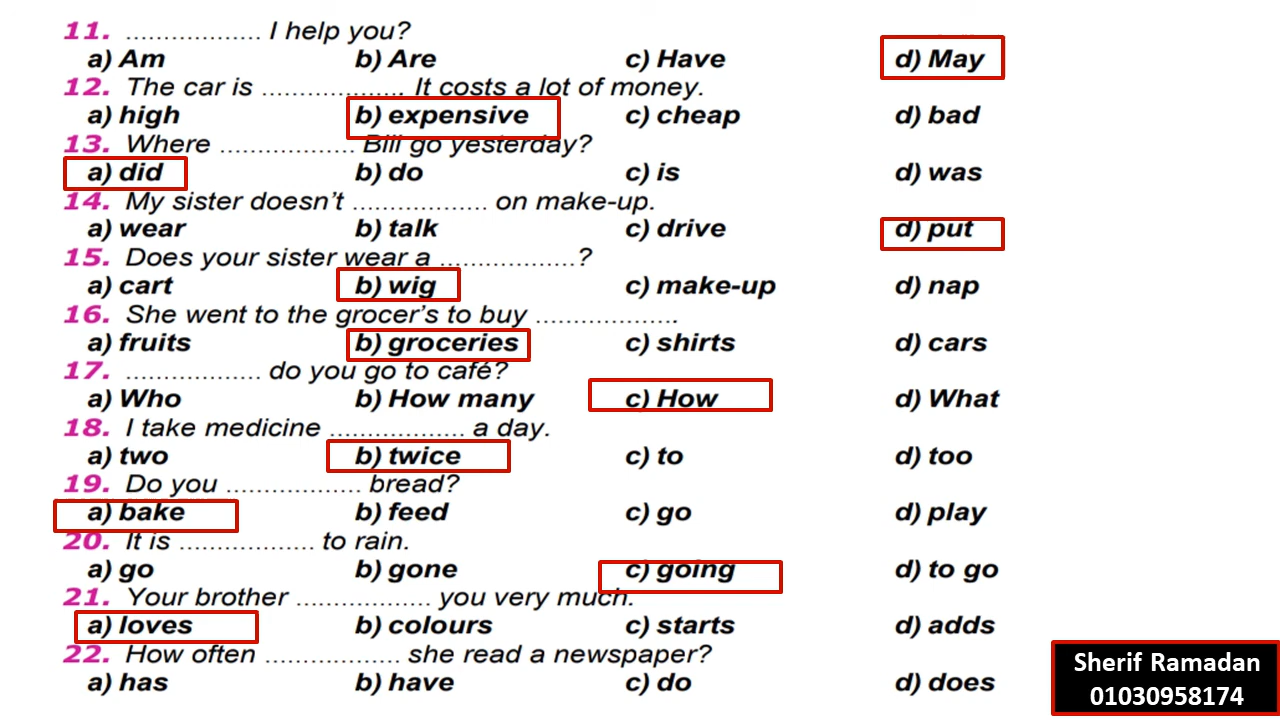 11. ................. I help you?
a) Am b) Are c) Have d) May
12. The car is .................. It costs a lot of money.
a) high b) expensive c) cheap d) bad
13. Where ................. Bill go yesterday?
a) did b) do c) is d) was
14. My sister doesn't ................. on make-up.
a) wear b) talk c) drive d) put
15. Does your sister wear a .................?
a) cart b) wig c) make-up d) nap
16. She went to the grocer's to buy ..................
a) fruits b) groceries c) shirts d) cars
17. ................. do you go to café?
a) Who b) How many c) How d) What
18. I take medicine ................. a day.
a) two b) twice c) to d) too
19. Do you ................. bread?
a) bake b) feed c) go d) play
20. It is ................. to rain.
a) go b) gone c) going d) to go
21. Your brother ................. you very much.
a) loves b) colours c) starts d) adds
22. How often ................. she read a newspaper?
a) has b) have c) do d) does
Sherif Ramadan
01030958174